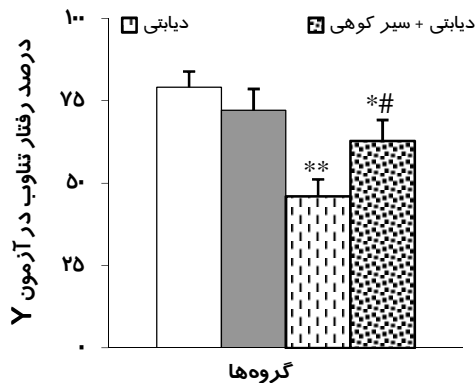 درصد رفتار تناوب در آزمون Y
۱۰۰
۷۵
۵۰
۲۵
۰
دیابتی
دیابتی + سیر کوهی
**
*#
گروه‌ها